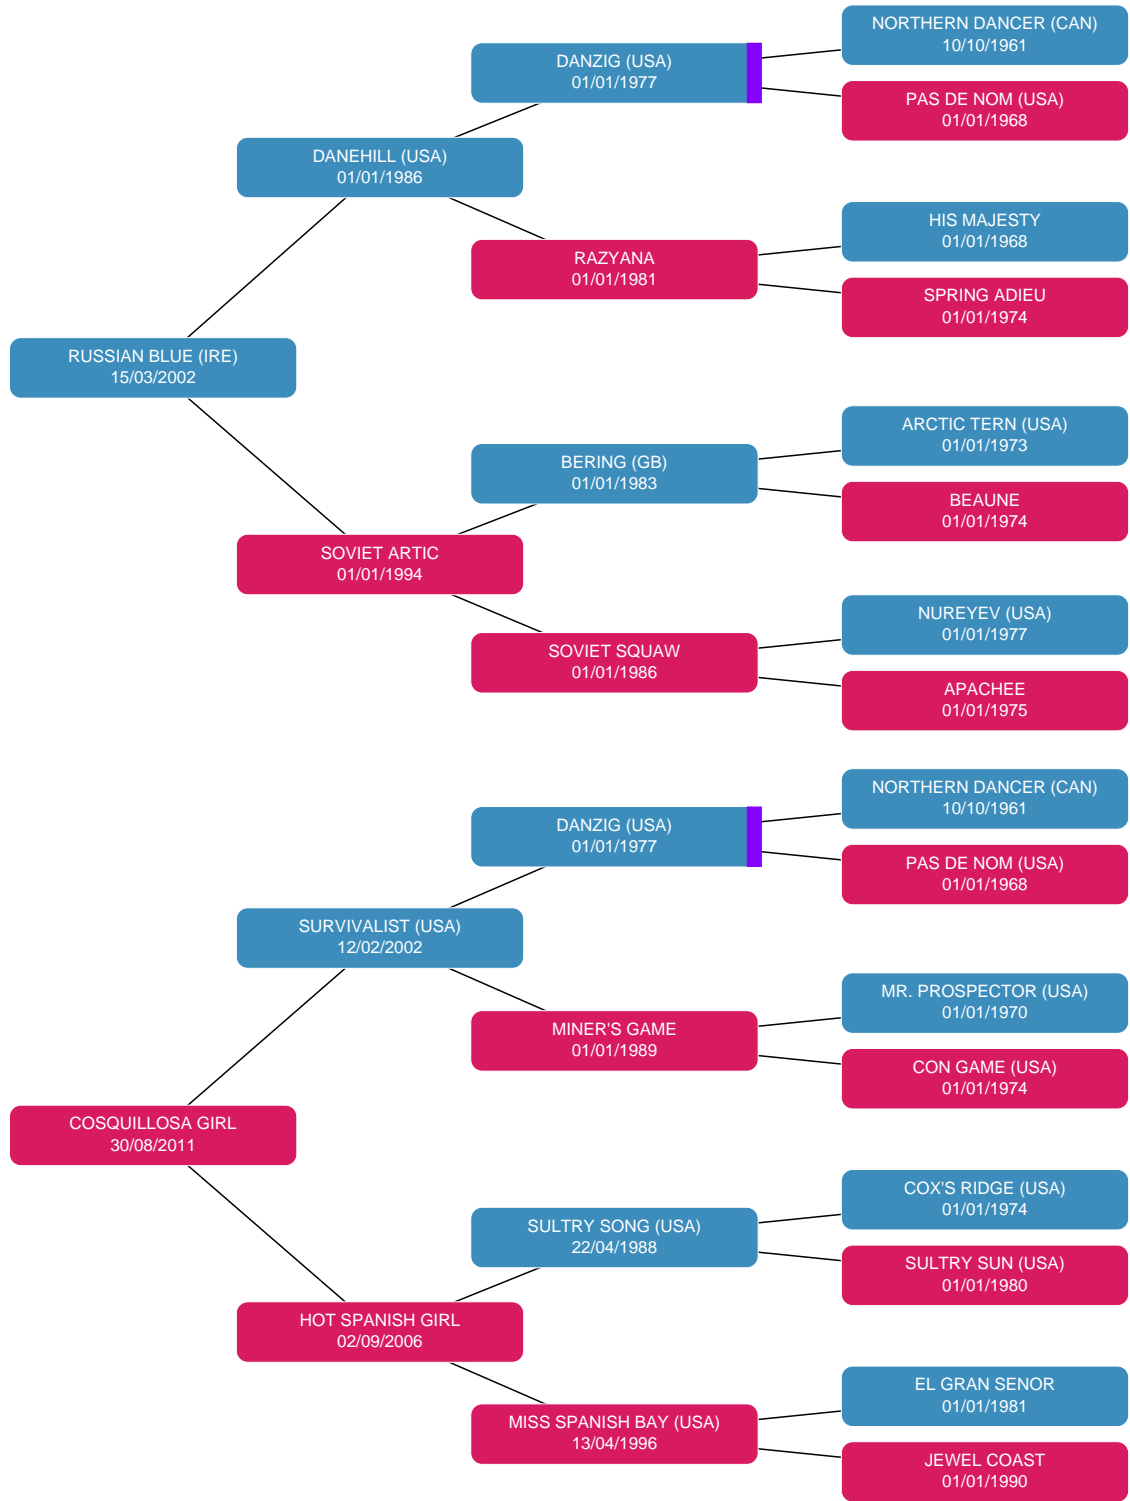 NORTHERN DANCER (CAN)
10/10/1961
DANZIG (USA)
01/01/1977
PAS DE NOM (USA)
01/01/1968
DANEHILL (USA)
01/01/1986
HIS MAJESTY
01/01/1968
RAZYANA
01/01/1981
SPRING ADIEU
01/01/1974
RUSSIAN BLUE (IRE)
15/03/2002
ARCTIC TERN (USA)
01/01/1973
BERING (GB)
01/01/1983
BEAUNE
01/01/1974
SOVIET ARTIC
01/01/1994
NUREYEV (USA)
01/01/1977
SOVIET SQUAW
01/01/1986
APACHEE
01/01/1975
NORTHERN DANCER (CAN)
10/10/1961
DANZIG (USA)
01/01/1977
PAS DE NOM (USA)
01/01/1968
SURVIVALIST (USA)
12/02/2002
MR. PROSPECTOR (USA)
01/01/1970
MINER'S GAME
01/01/1989
CON GAME (USA)
01/01/1974
COSQUILLOSA GIRL
30/08/2011
COX'S RIDGE (USA)
01/01/1974
SULTRY SONG (USA)
22/04/1988
SULTRY SUN (USA)
01/01/1980
HOT SPANISH GIRL
02/09/2006
EL GRAN SENOR
01/01/1981
MISS SPANISH BAY (USA)
13/04/1996
JEWEL COAST
01/01/1990